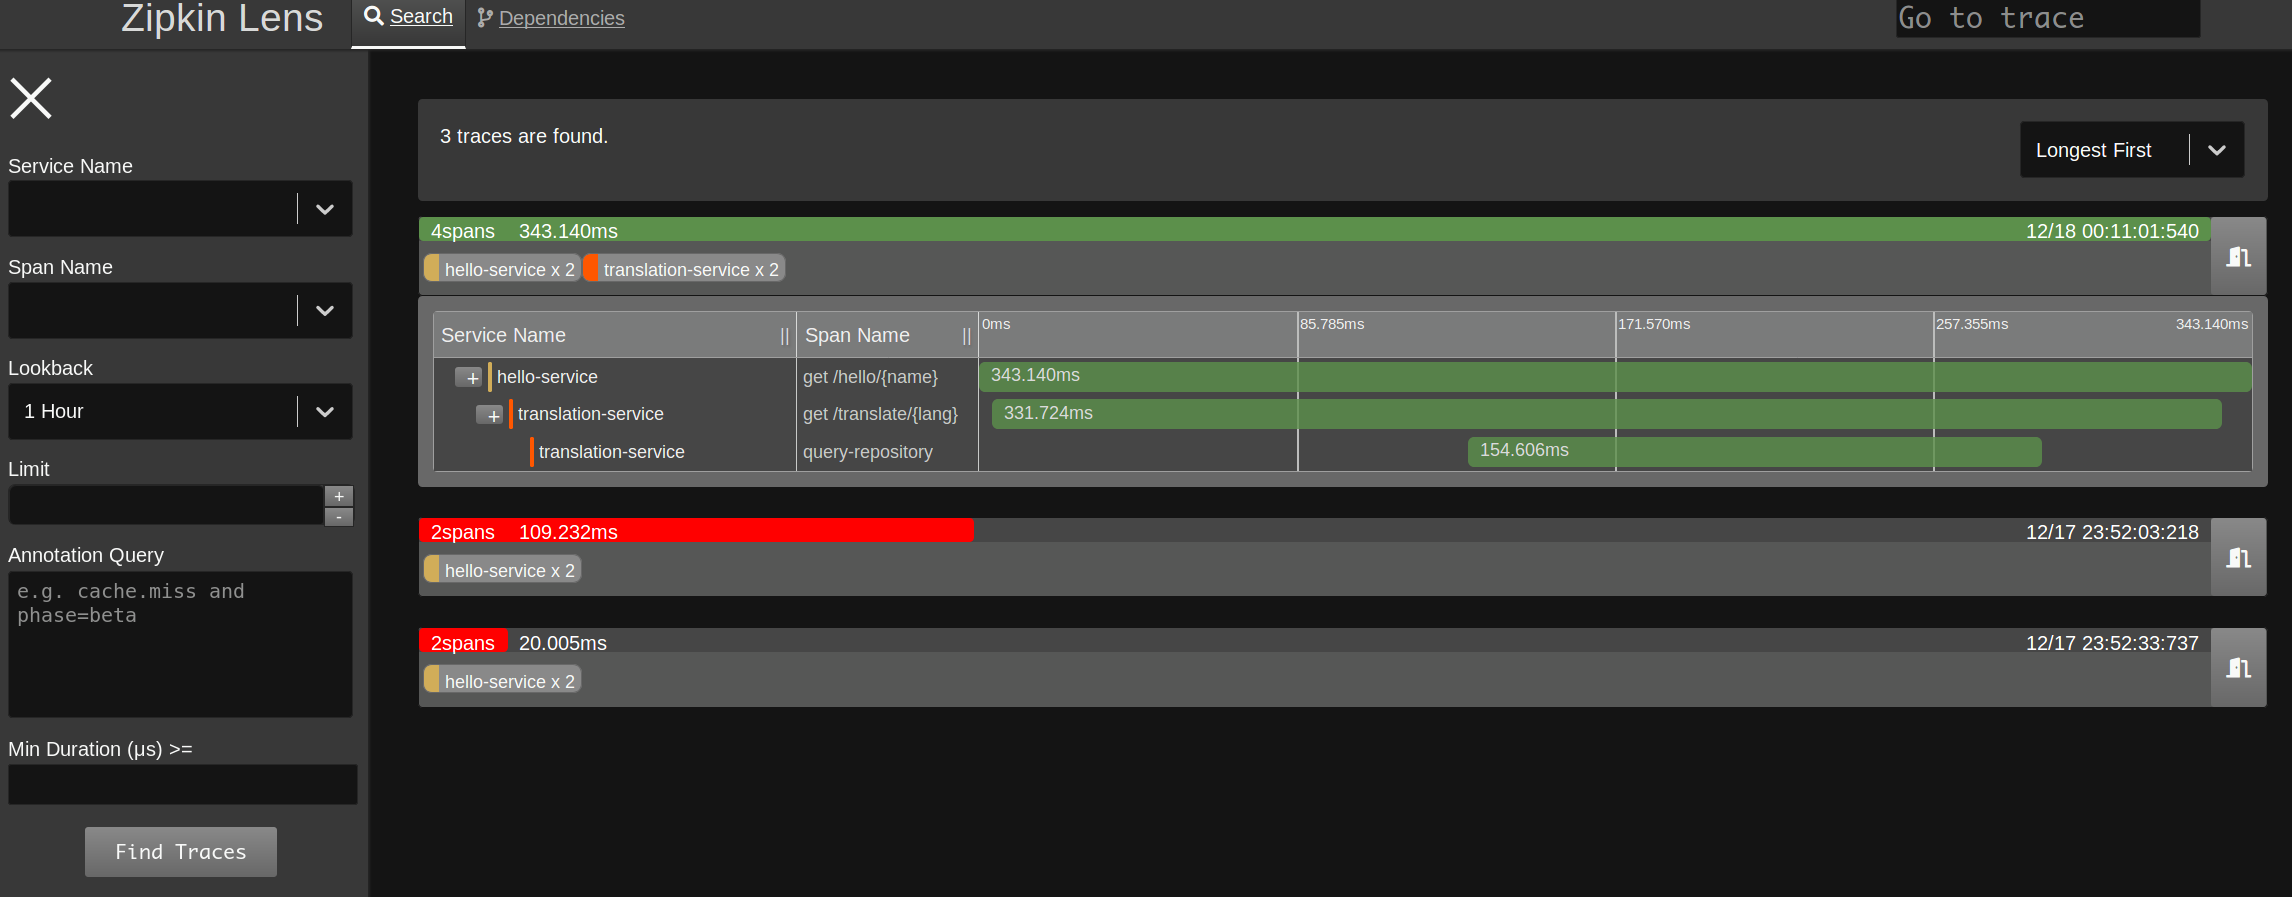 Zipkin Lens
Search
Dependencies
Go to trace
Service Name
Span Name
Lookback
1 Hour
Limit
+
-
Annotation Query
e.g. cache.miss and
phase=beta
Min Duration (μs) >=
Find Traces
3 traces are found.
Longest First
4spans 343.140ms 12/18 00:11:01:540
hello-service x 2 translation-service x 2
Service Name || Span Name || 0ms 85.785ms 171.570ms 257.355ms 343.140ms
+ hello-service get /hello/{name} 343.140ms
+ translation-service get /translate/{lang} 331.724ms
translation-service query-repository 154.606ms
2spans 109.232ms 12/17 23:52:03:218
hello-service x 2
2spans 20.005ms 12/17 23:52:33:737
hello-service x 2